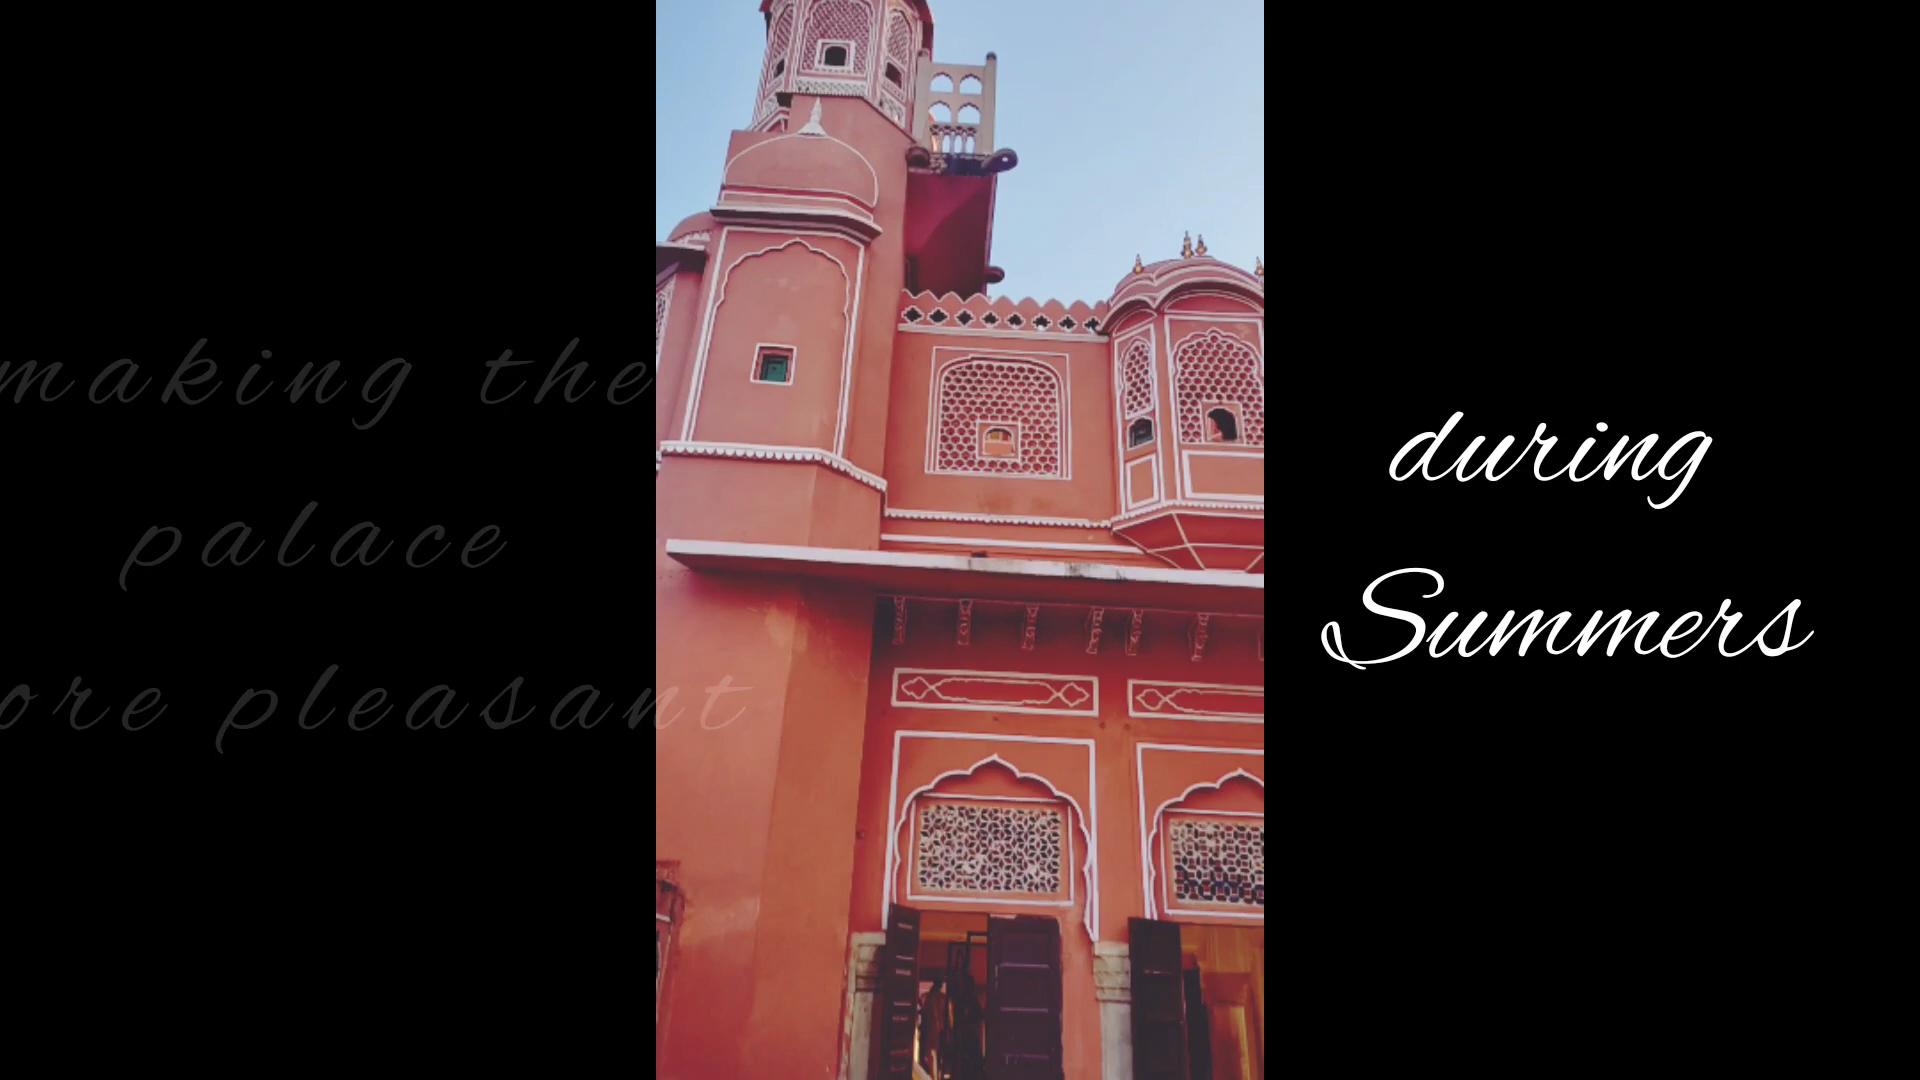 making the
palace
ore pleasant
during
Summers